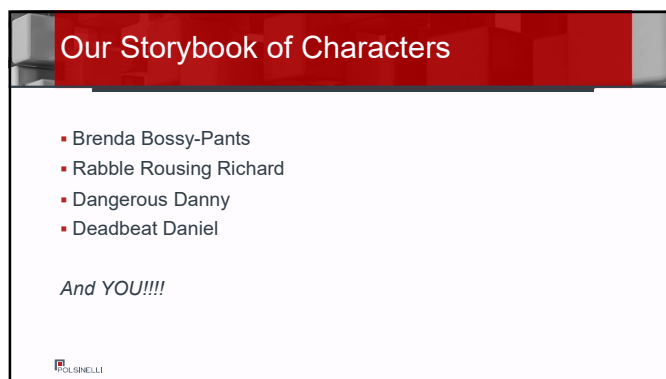 Our Storybook of Characters
▪ Brenda Bossy-Pants
▪ Rabble Rousing Richard
▪ Dangerous Danny
▪ Deadbeat Daniel
And YOU!!!!
POLSINELLI